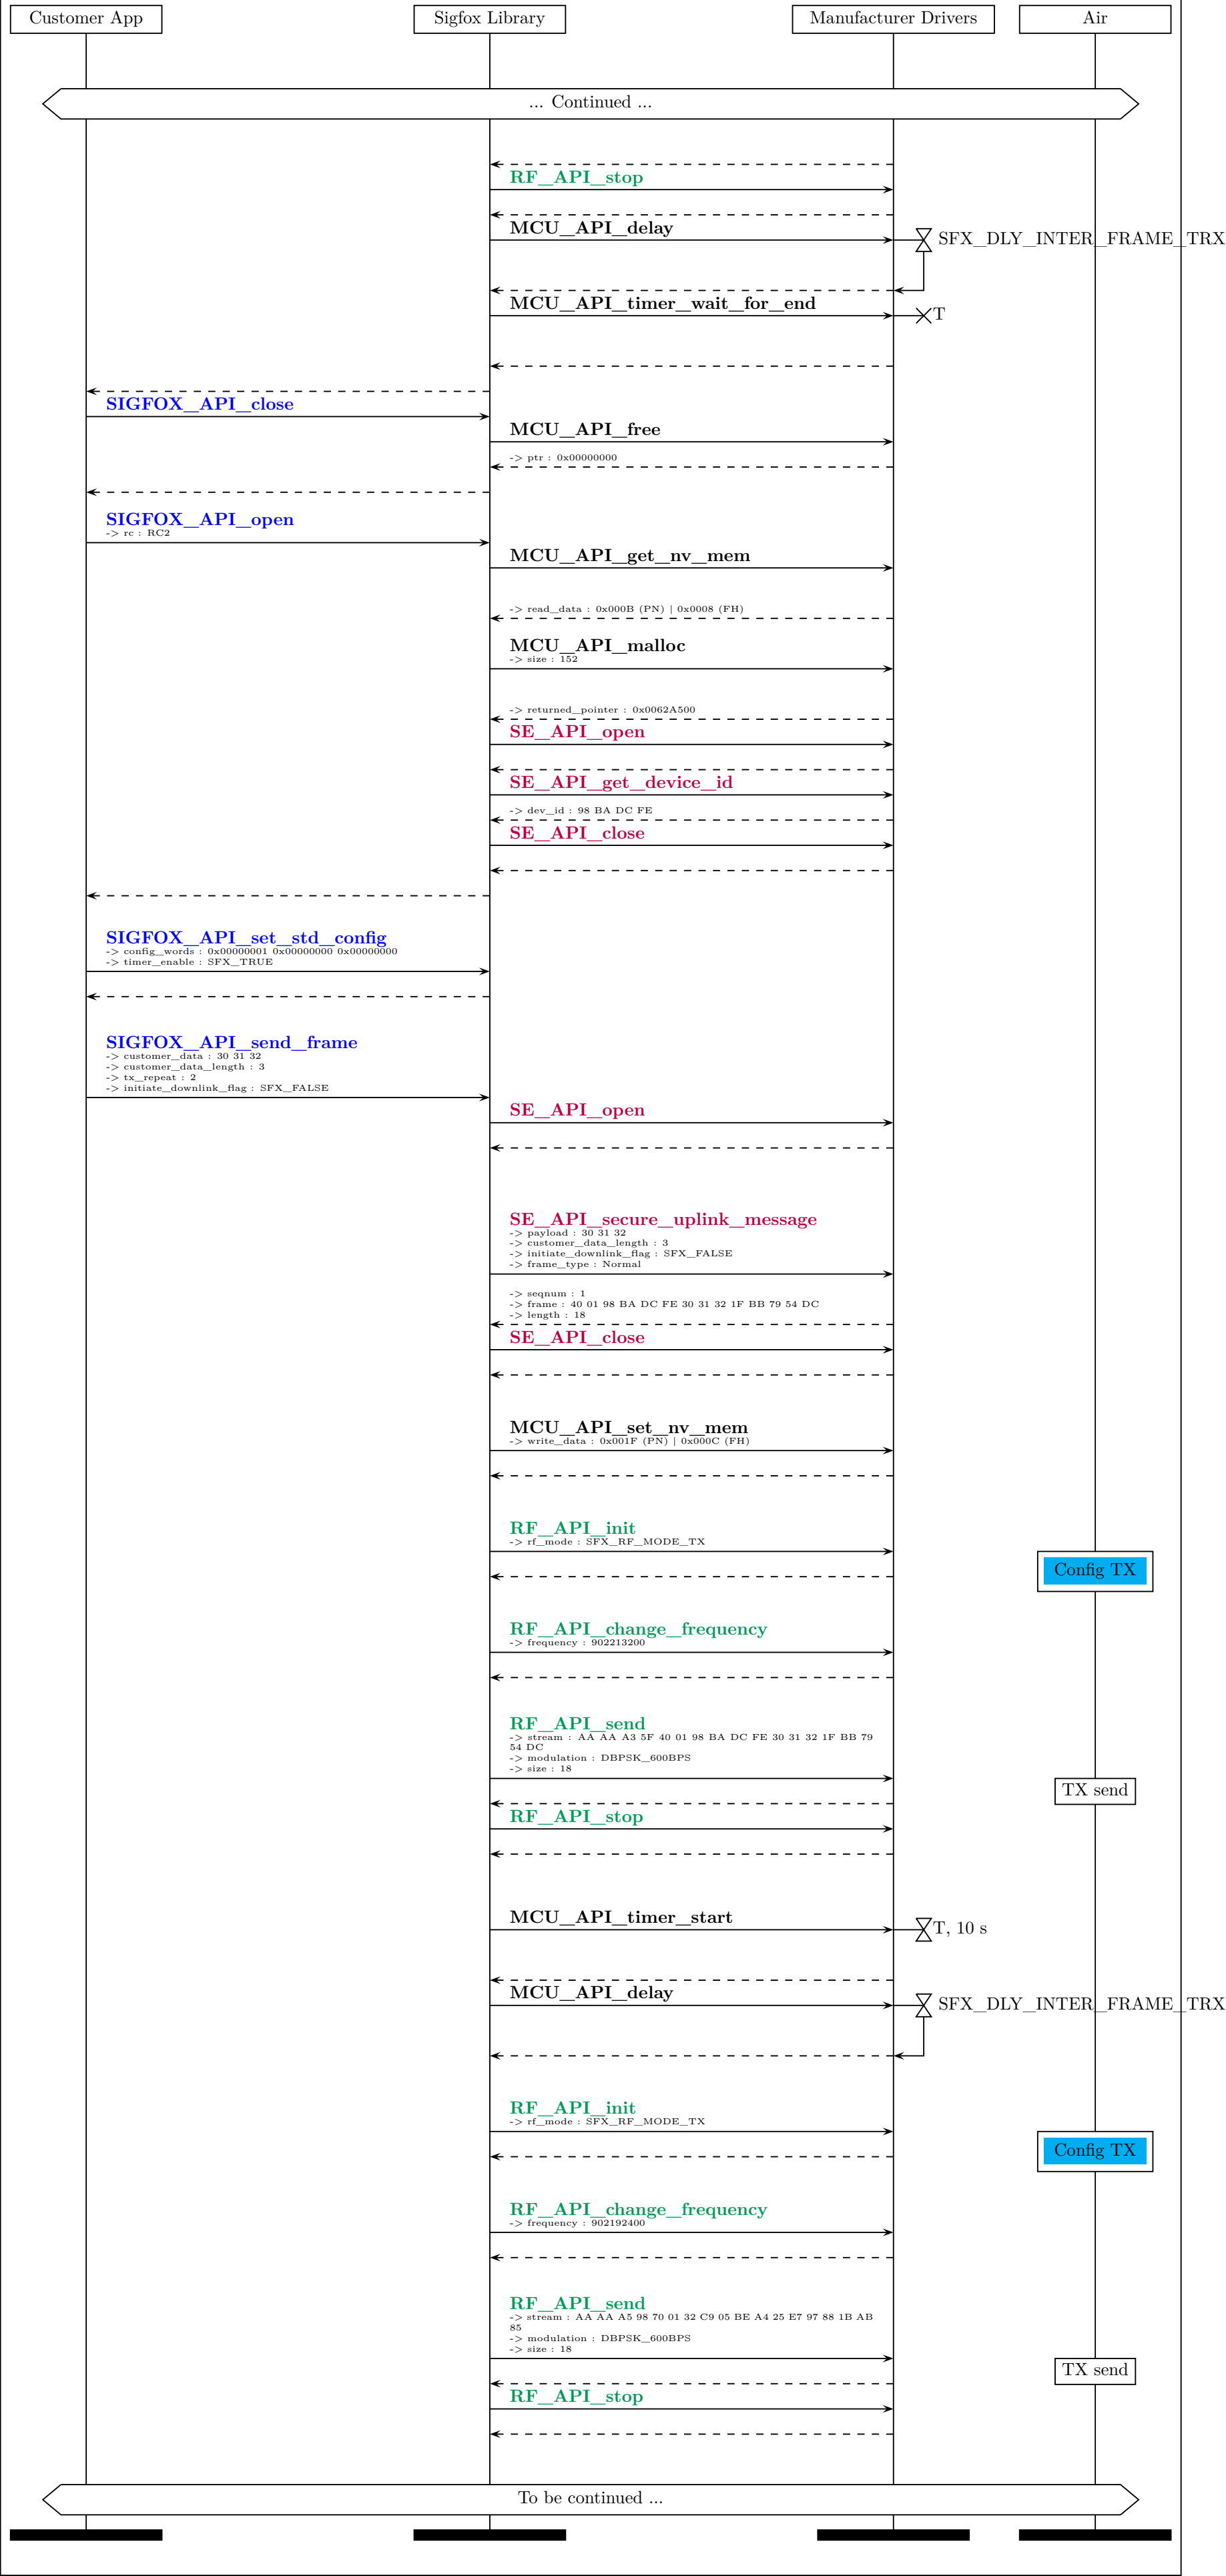 Customer App
Sigfox Library
Manufacturer Drivers
Air
... Continued ...
RF_API_stop
MCU_API_delay
SFX_DLY_INTER_FRAME_TRX
MCU_API_timer_wait_for_end
T
SIGFOX_API_close
MCU_API_free
-> ptr : 0x00000000
SIGFOX_API_open
-> rc : RC2
MCU_API_get_nv_mem
-> read_data : 0x000B (PN) | 0x0008 (FH)
MCU_API_malloc
-> size : 152
-> returned_pointer : 0x0062A500
SE_API_open
SE_API_get_device_id
-> dev_id : 98 BA DC FE
SE_API_close
SIGFOX_API_set_std_config
-> config_words : 0x00000001 0x00000000 0x00000000
-> timer_enable : SFX_TRUE
SIGFOX_API_send_frame
-> customer_data : 30 31 32
-> customer_data_length : 3
-> tx_repeat : 2
-> initiate_downlink_flag : SFX_FALSE
SE_API_open
SE_API_secure_uplink_message
-> payload : 30 31 32
-> customer_data_length : 3
-> initiate_downlink_flag : SFX_FALSE
-> frame_type : Normal
-> seqnum : 1
-> frame : 40 01 98 BA DC FE 30 31 32 1F BB 79 54 DC
-> length : 18
SE_API_close
MCU_API_set_nv_mem
-> write_data : 0x001F (PN) | 0x000C (FH)
RF_API_init
-> rf_mode : SFX_RF_MODE_TX
Config TX
RF_API_change_frequency
-> frequency : 902213200
RF_API_send
-> stream : AA AA A3 5F 40 01 98 BA DC FE 30 31 32 1F BB 79
54 DC
-> modulation : DBPSK_600BPS
-> size : 18
TX send
RF_API_stop
MCU_API_timer_start
T, 10 s
MCU_API_delay
SFX_DLY_INTER_FRAME_TRX
RF_API_init
-> rf_mode : SFX_RF_MODE_TX
Config TX
RF_API_change_frequency
-> frequency : 902192400
RF_API_send
-> stream : AA AA A5 98 70 01 32 C9 05 BE A4 25 E7 97 88 1B AB
85
-> modulation : DBPSK_600BPS
-> size : 18
TX send
RF_API_stop
To be continued ...